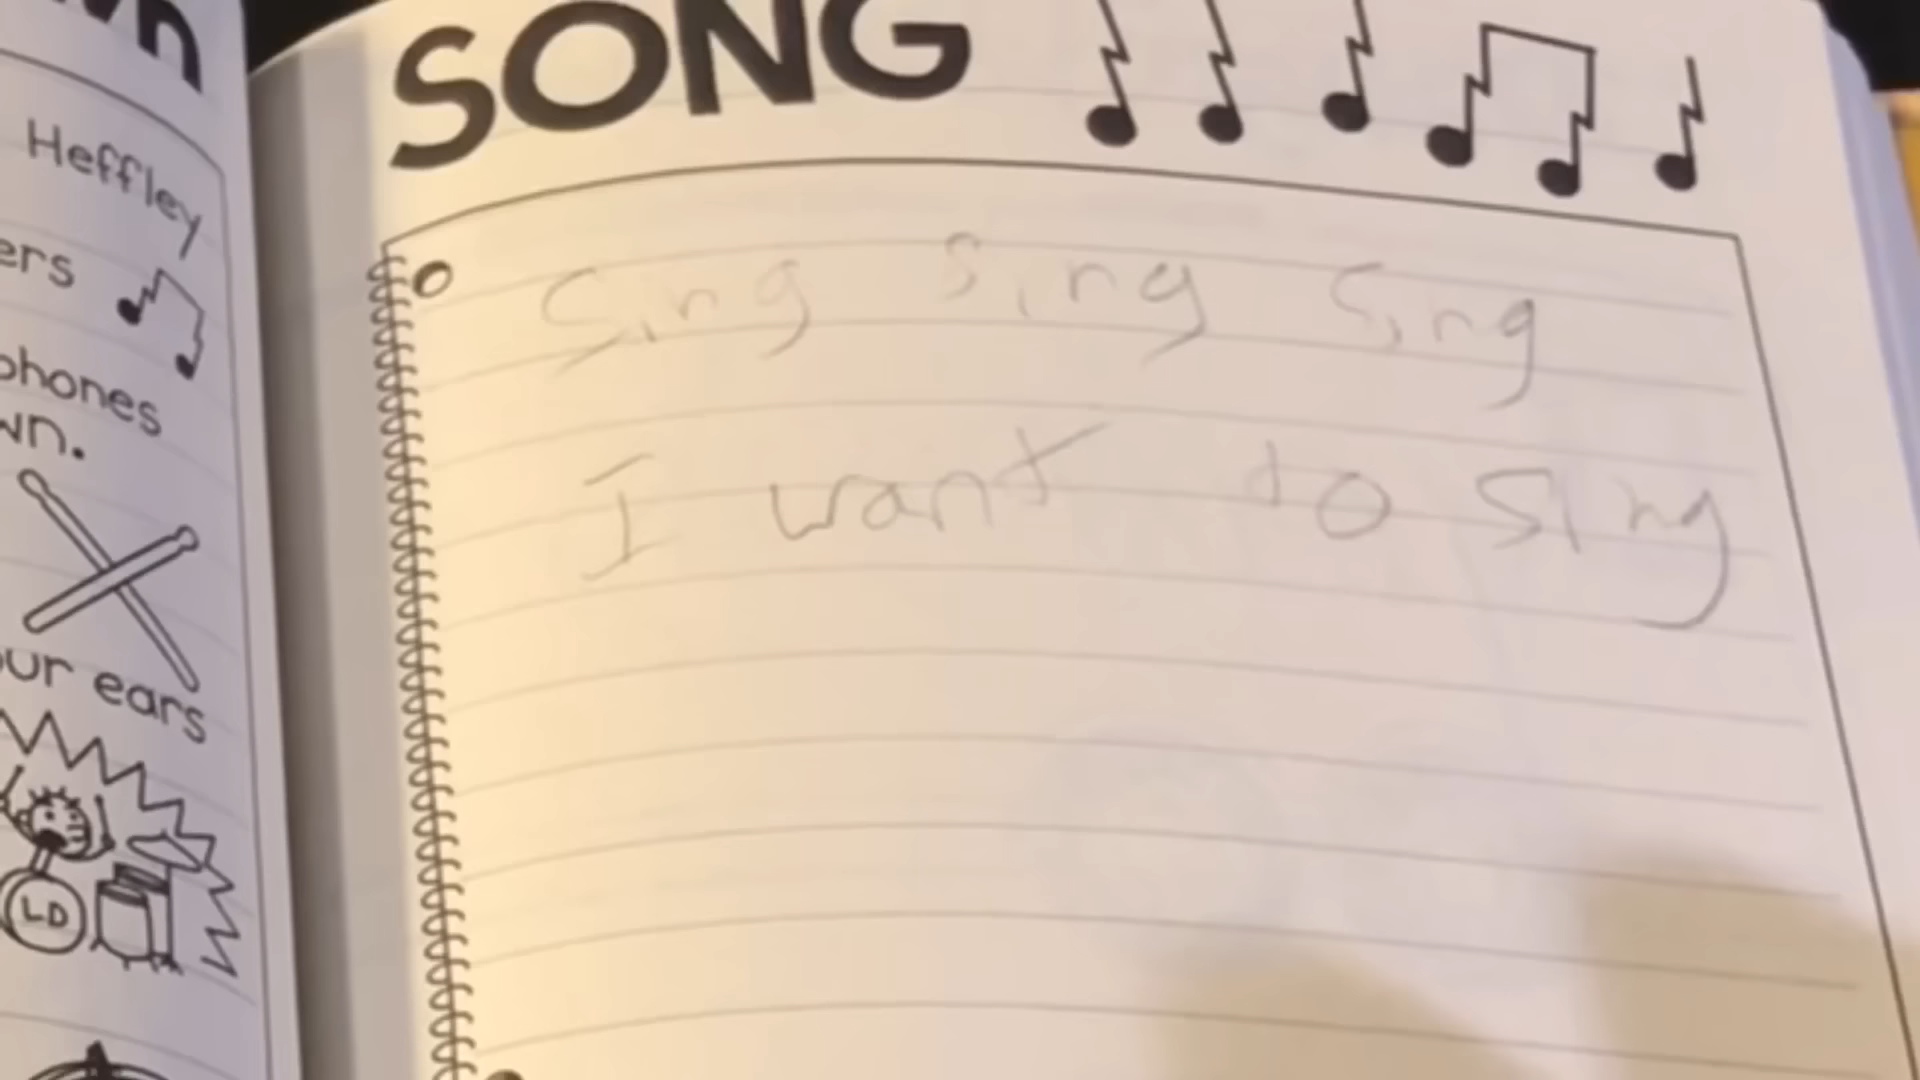 Heffley
ers
phones
wn.
ur ears
LD
SONG
Sing Sing Sing
I want to sing